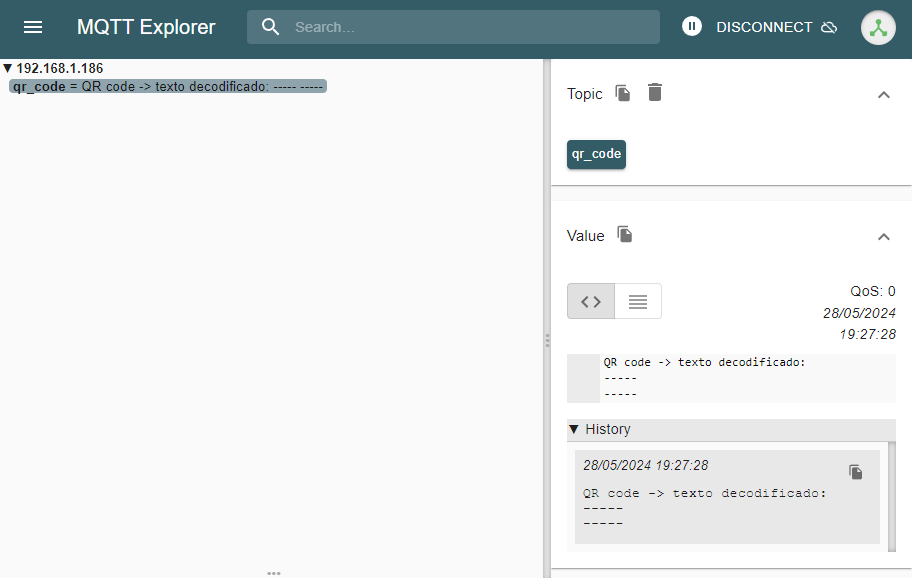 MQTT Explorer
Search...
DISCONNECT
▼ 192.168.1.186
qr_code = QR code -> texto decodificado: ----- -----
Topic
qr_code
Value
QoS: 0
28/05/2024
19:27:28
QR code -> texto decodificado:
-----
-----
▼ History
28/05/2024 19:27:28
QR code -> texto decodificado:
-----
-----